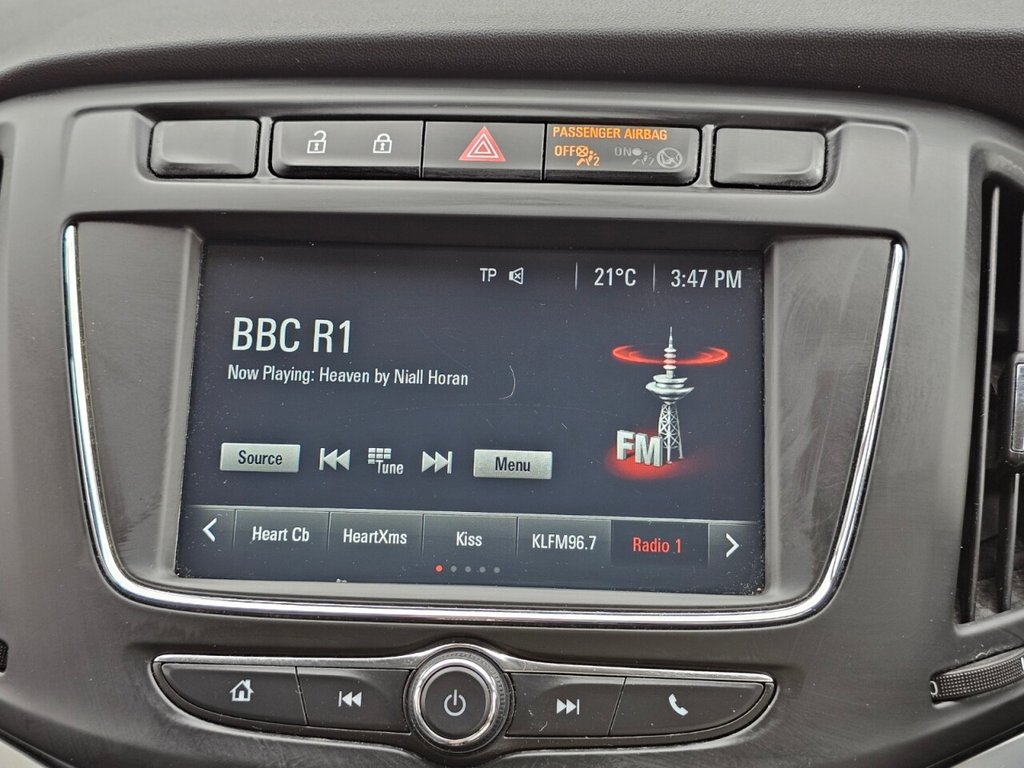 PASSENGER AIRBAG
OFF 2 ON
TP 21°C 3:47 PM
BBC R1
Now Playing: Heaven by Niall Horan
FM
Source Tune Menu
Heart Cb HeartXms Kiss KLFM96.7 Radio 1